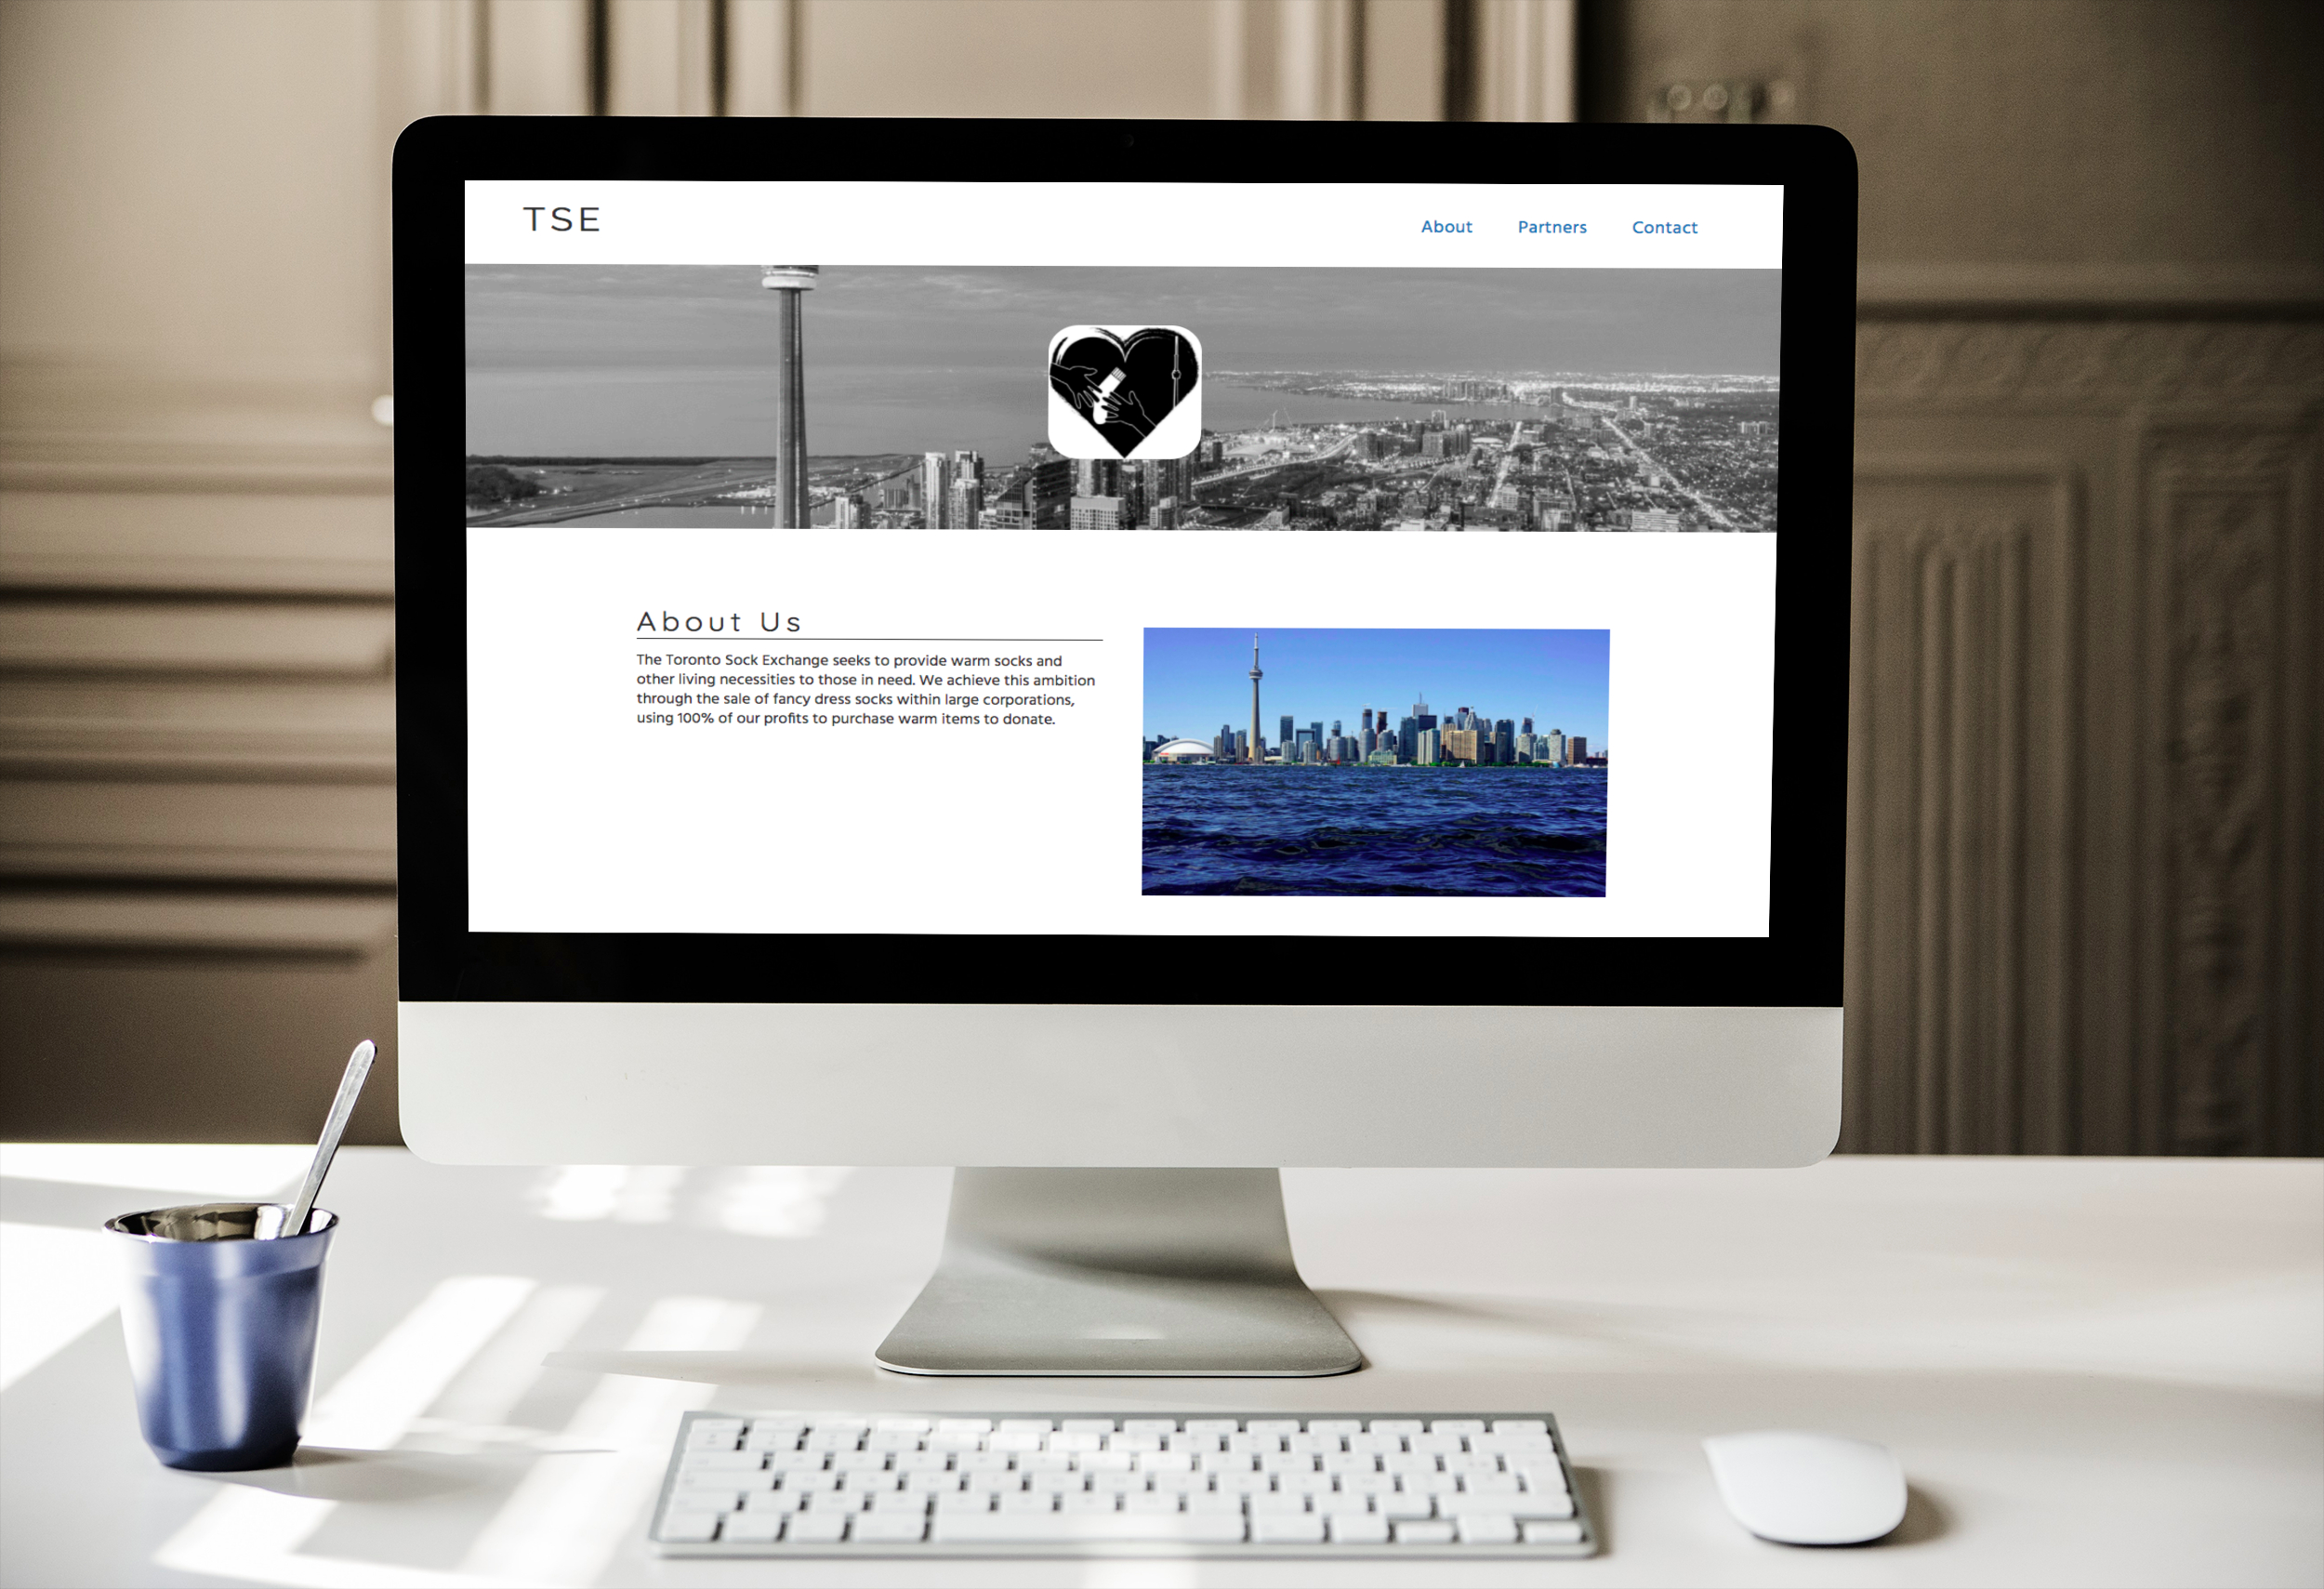 TSE
About Partners Contact
About Us
The Toronto Sock Exchange seeks to provide warm socks and
other living necessities to those in need. We achieve this ambition
through the sale of fancy dress socks within large corporations,
using 100% of our profits to purchase warm items to donate.